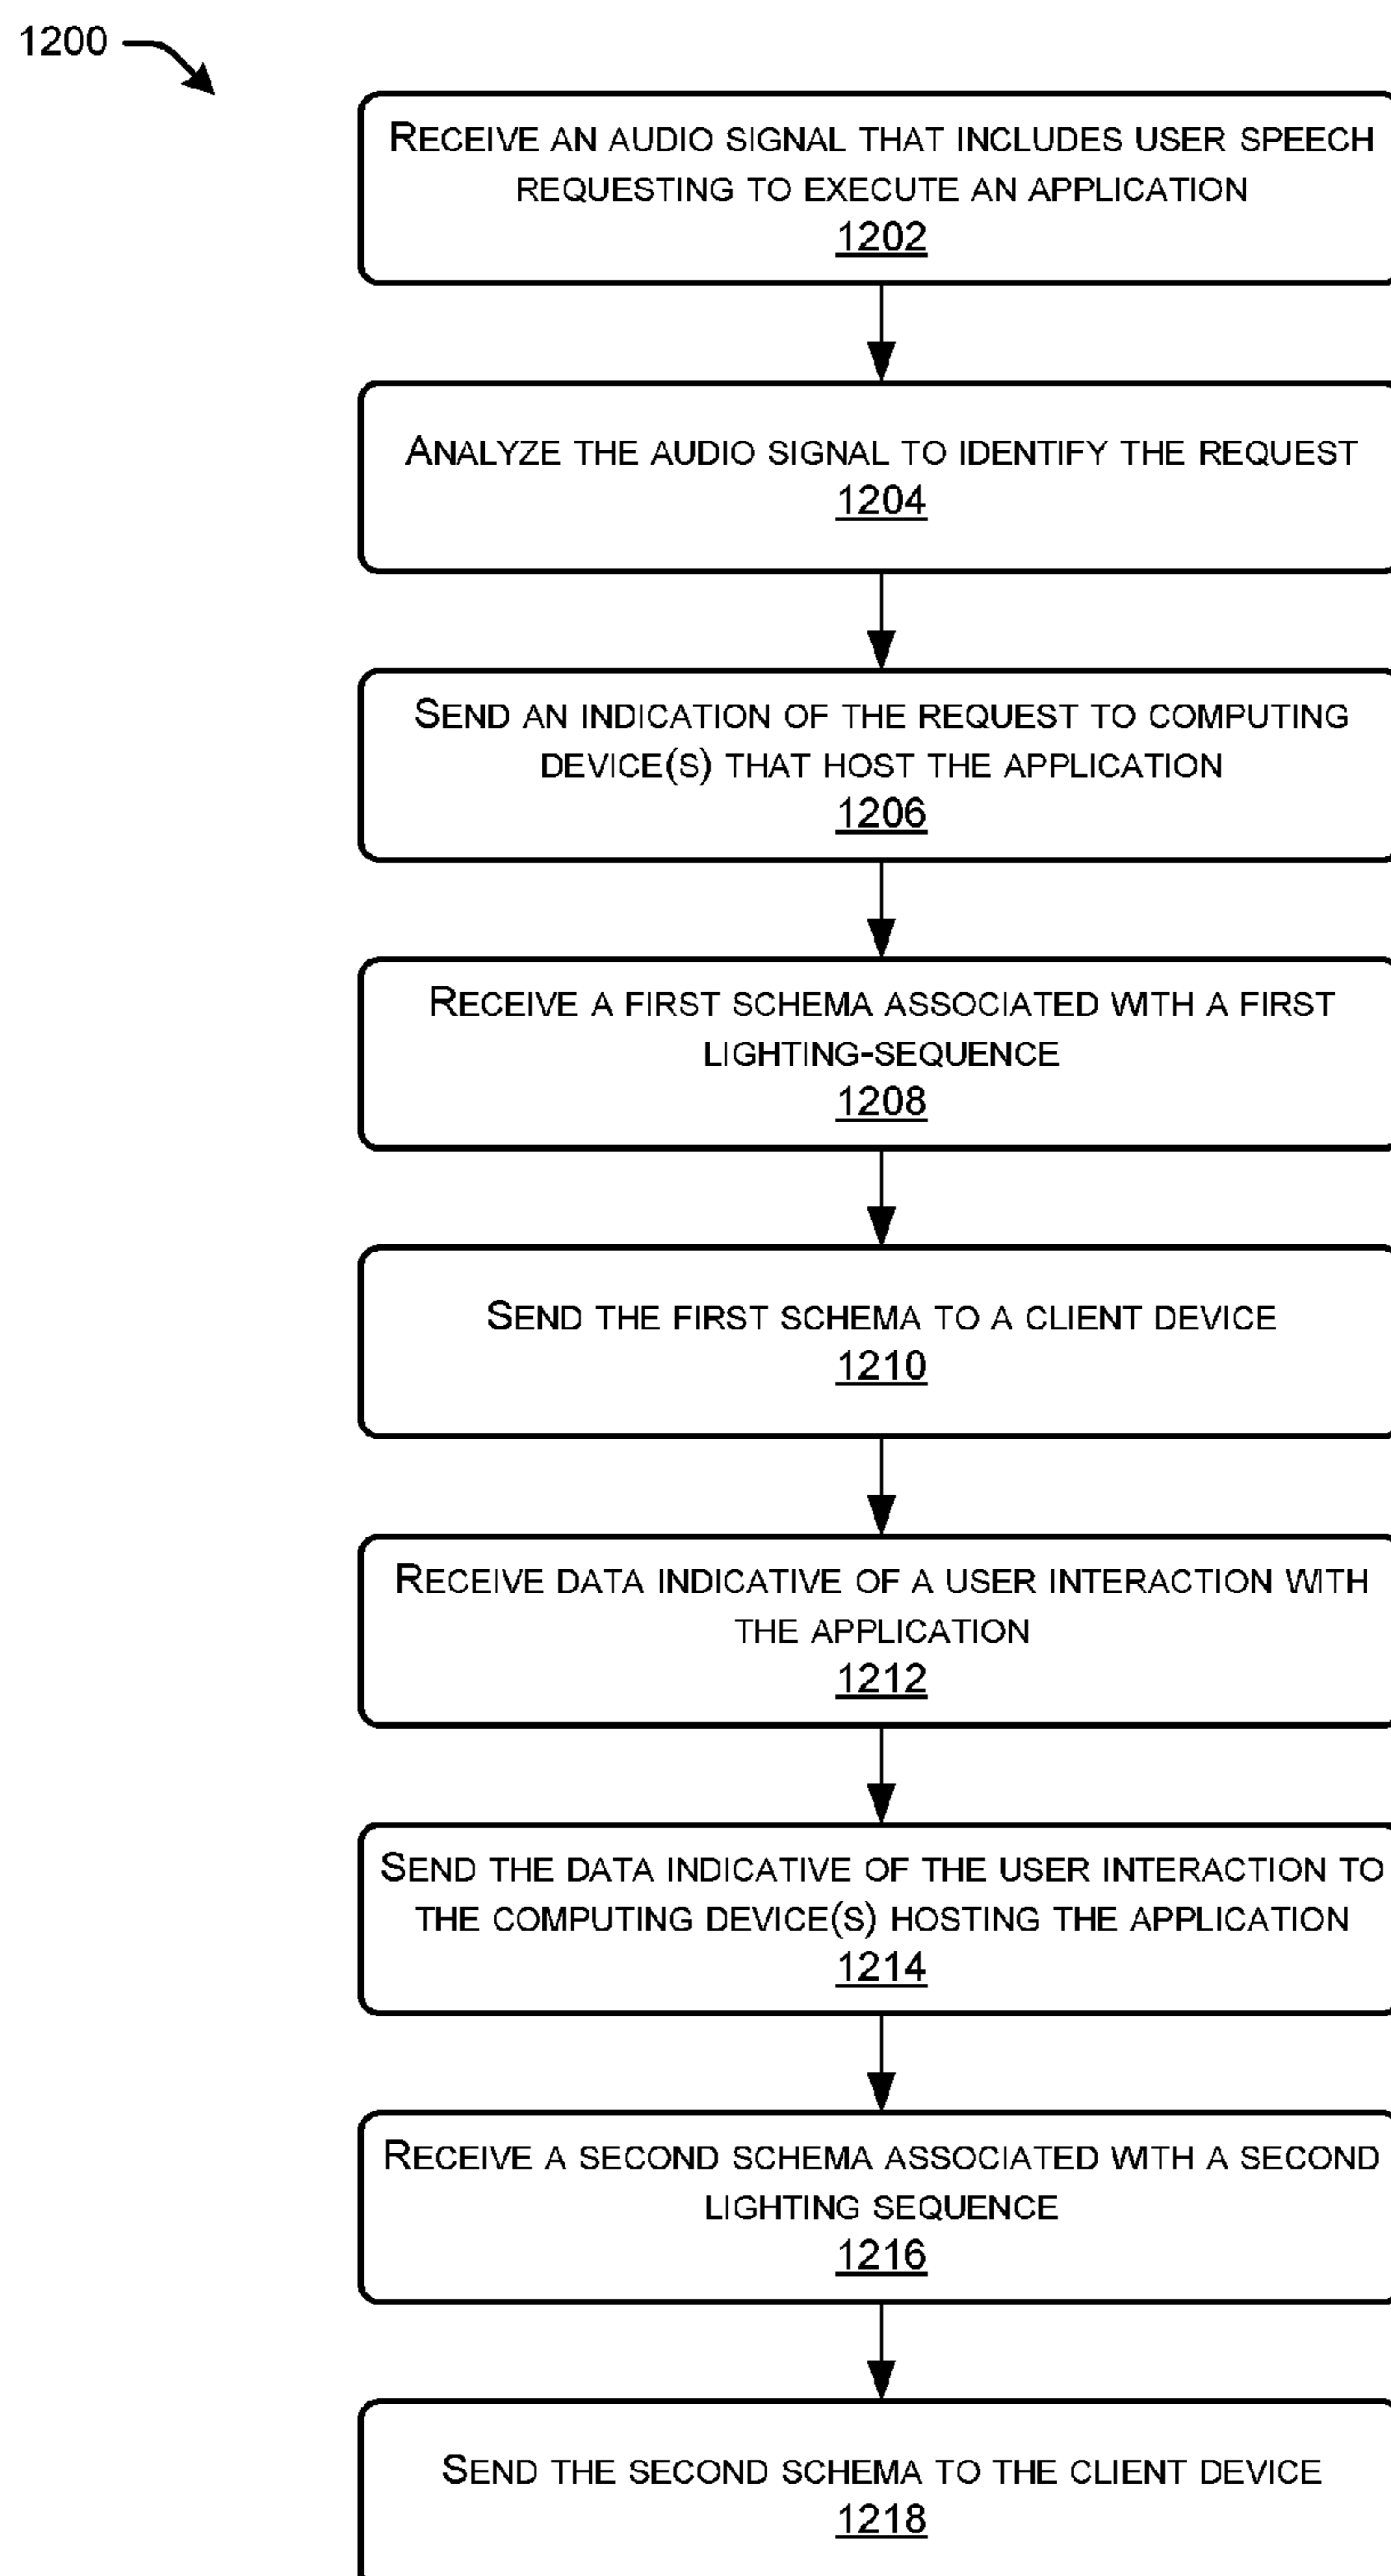 1200
RECEIVE AN AUDIO SIGNAL THAT INCLUDES USER SPEECH
REQUESTING TO EXECUTE AN APPLICATION
1202
ANALYZE THE AUDIO SIGNAL TO IDENTIFY THE REQUEST
1204
SEND AN INDICATION OF THE REQUEST TO COMPUTING
DEVICE(S) THAT HOST THE APPLICATION
1206
RECEIVE A FIRST SCHEMA ASSOCIATED WITH A FIRST
LIGHTING-SEQUENCE
1208
SEND THE FIRST SCHEMA TO A CLIENT DEVICE
1210
RECEIVE DATA INDICATIVE OF A USER INTERACTION WITH
THE APPLICATION
1212
SEND THE DATA INDICATIVE OF THE USER INTERACTION TO
THE COMPUTING DEVICE(S) HOSTING THE APPLICATION
1214
RECEIVE A SECOND SCHEMA ASSOCIATED WITH A SECOND
LIGHTING SEQUENCE
1216
SEND THE SECOND SCHEMA TO THE CLIENT DEVICE
1218